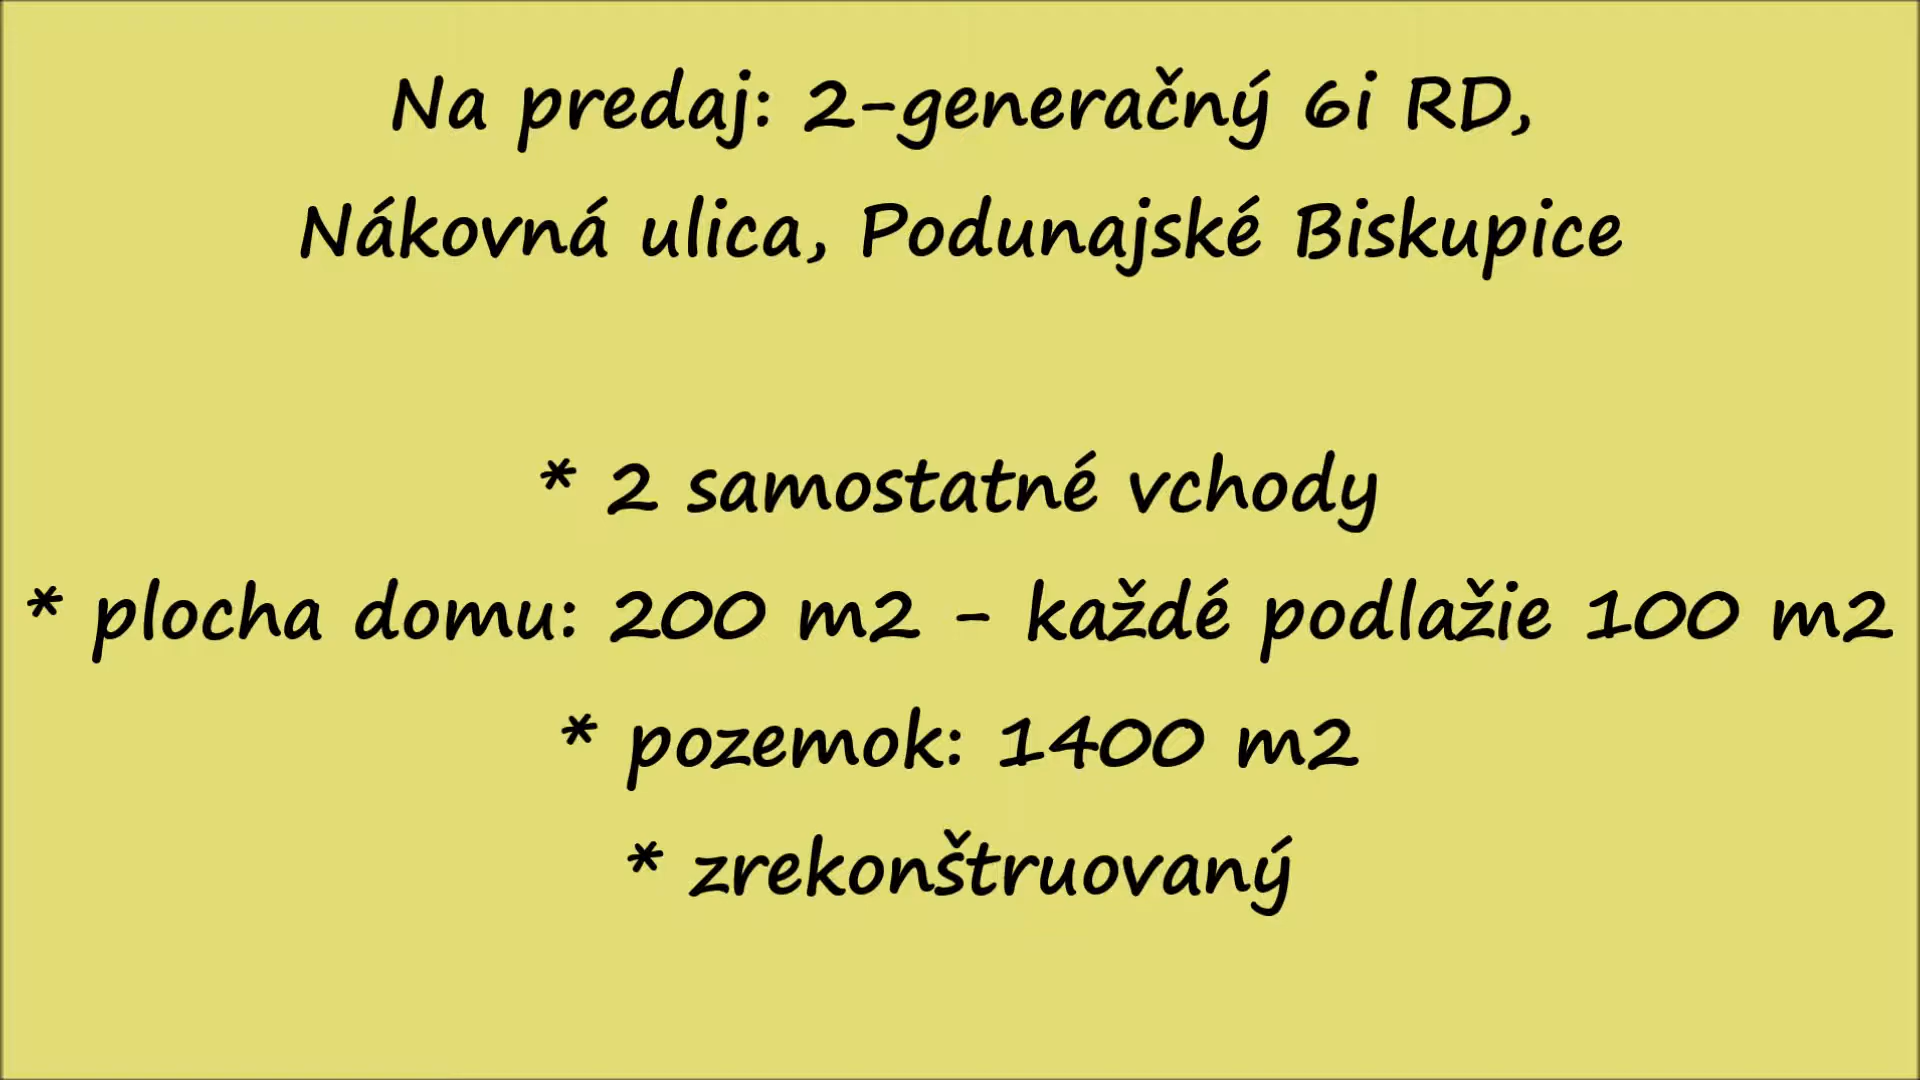 Na predaj: 2-generačný 6i RD,
Nákovná ulica, Podunajské Biskupice
* 2 samostatné vchody
* plocha domu: 200 m2 - každé podlažie 100 m2
* pozemok: 1400 m2
* zrekonštruovaný